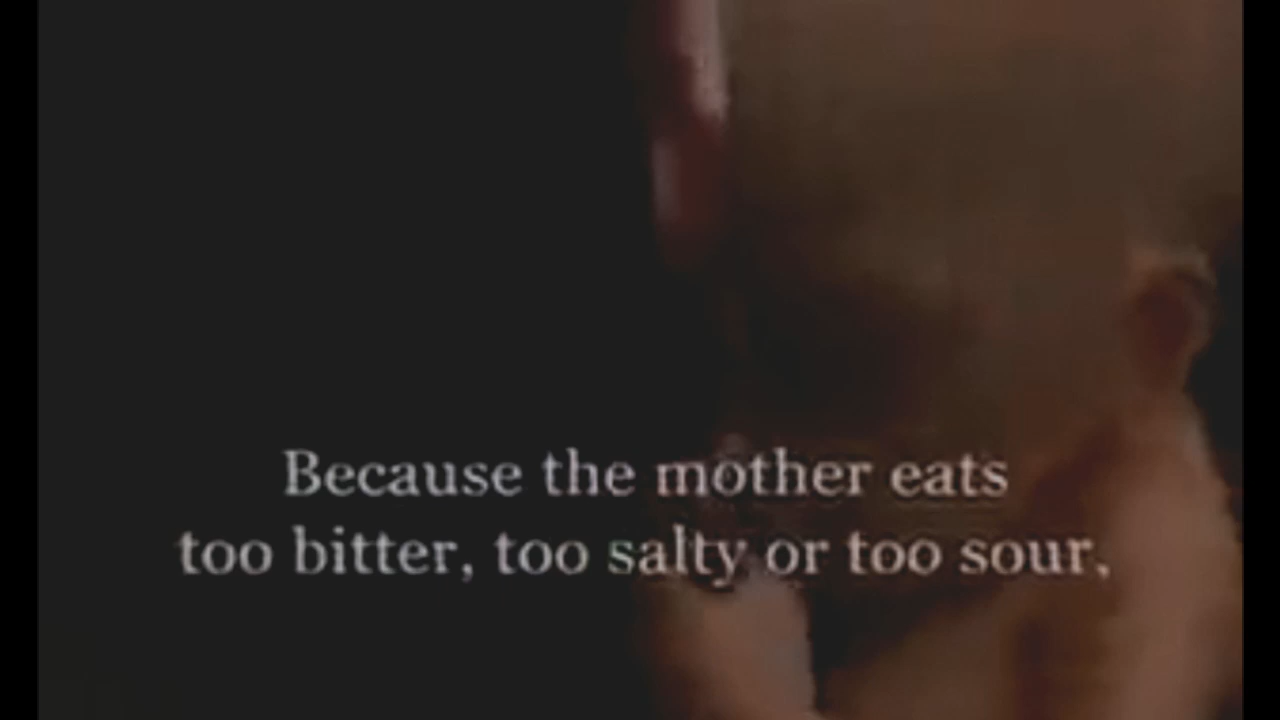 Because the mother eats
too bitter, too salty or too sour,